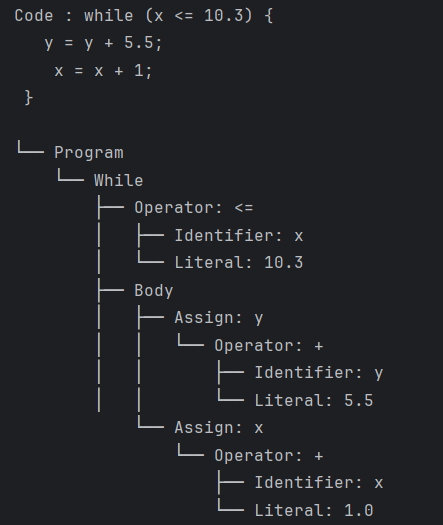 Code : while (x <= 10.3) {
   y = y + 5.5;
    x = x + 1;
 }

└── Program
    └── While
        ├── Operator: <=
        │   ├── Identifier: x
        │   └── Literal: 10.3
        ├── Body
        │   ├── Assign: y
        │   │   └── Operator: +
        │   │       ├── Identifier: y
        │   │       └── Literal: 5.5
            └── Assign: x
                └── Operator: +
                    ├── Identifier: x
                    └── Literal: 1.0